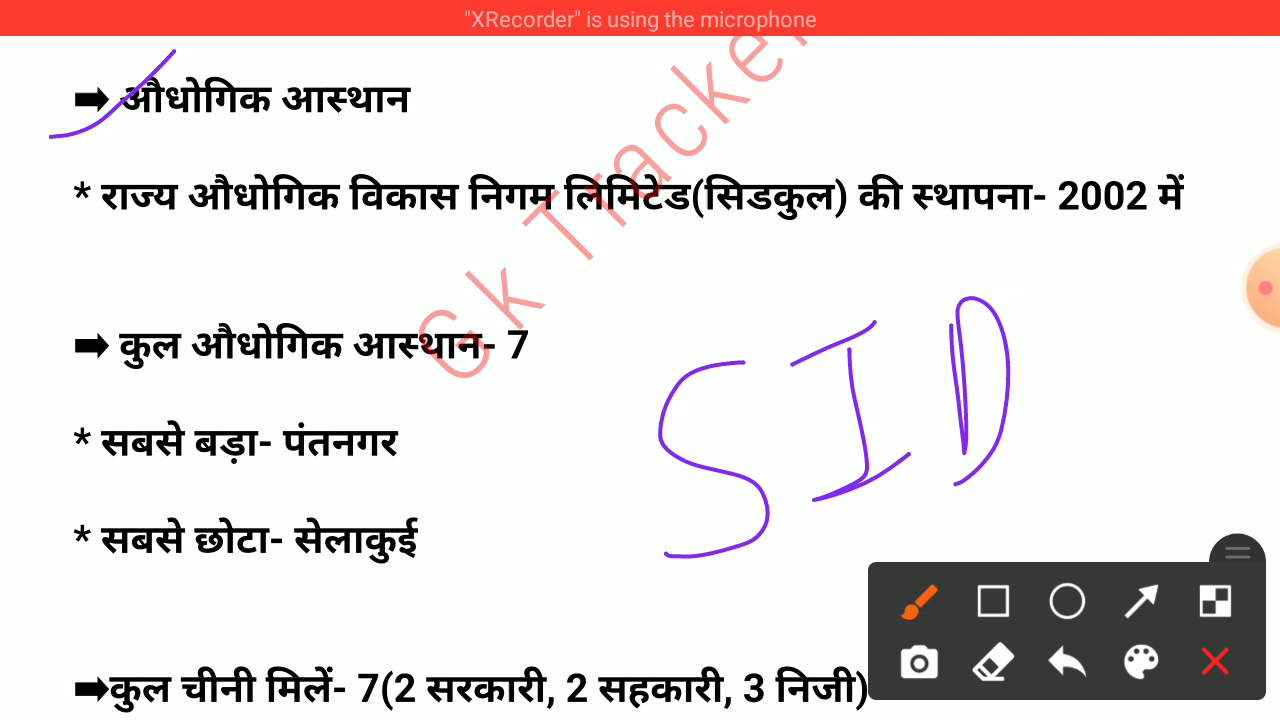 "XRecorder" is using the microphone
➡ औधोगिक आस्थान
* राज्य औधोगिक विकास निगम लिमिटेड(सिडकुल) की स्थापना- 2002 में
➡ कुल औधोगिक आस्थान- 7
* सबसे बड़ा- पंतनगर
* सबसे छोटा- सेलाकुई
➡कुल चीनी मिलें- 7(2 सरकारी, 2 सहकारी, 3 निजी)
Gk Tracker
SID